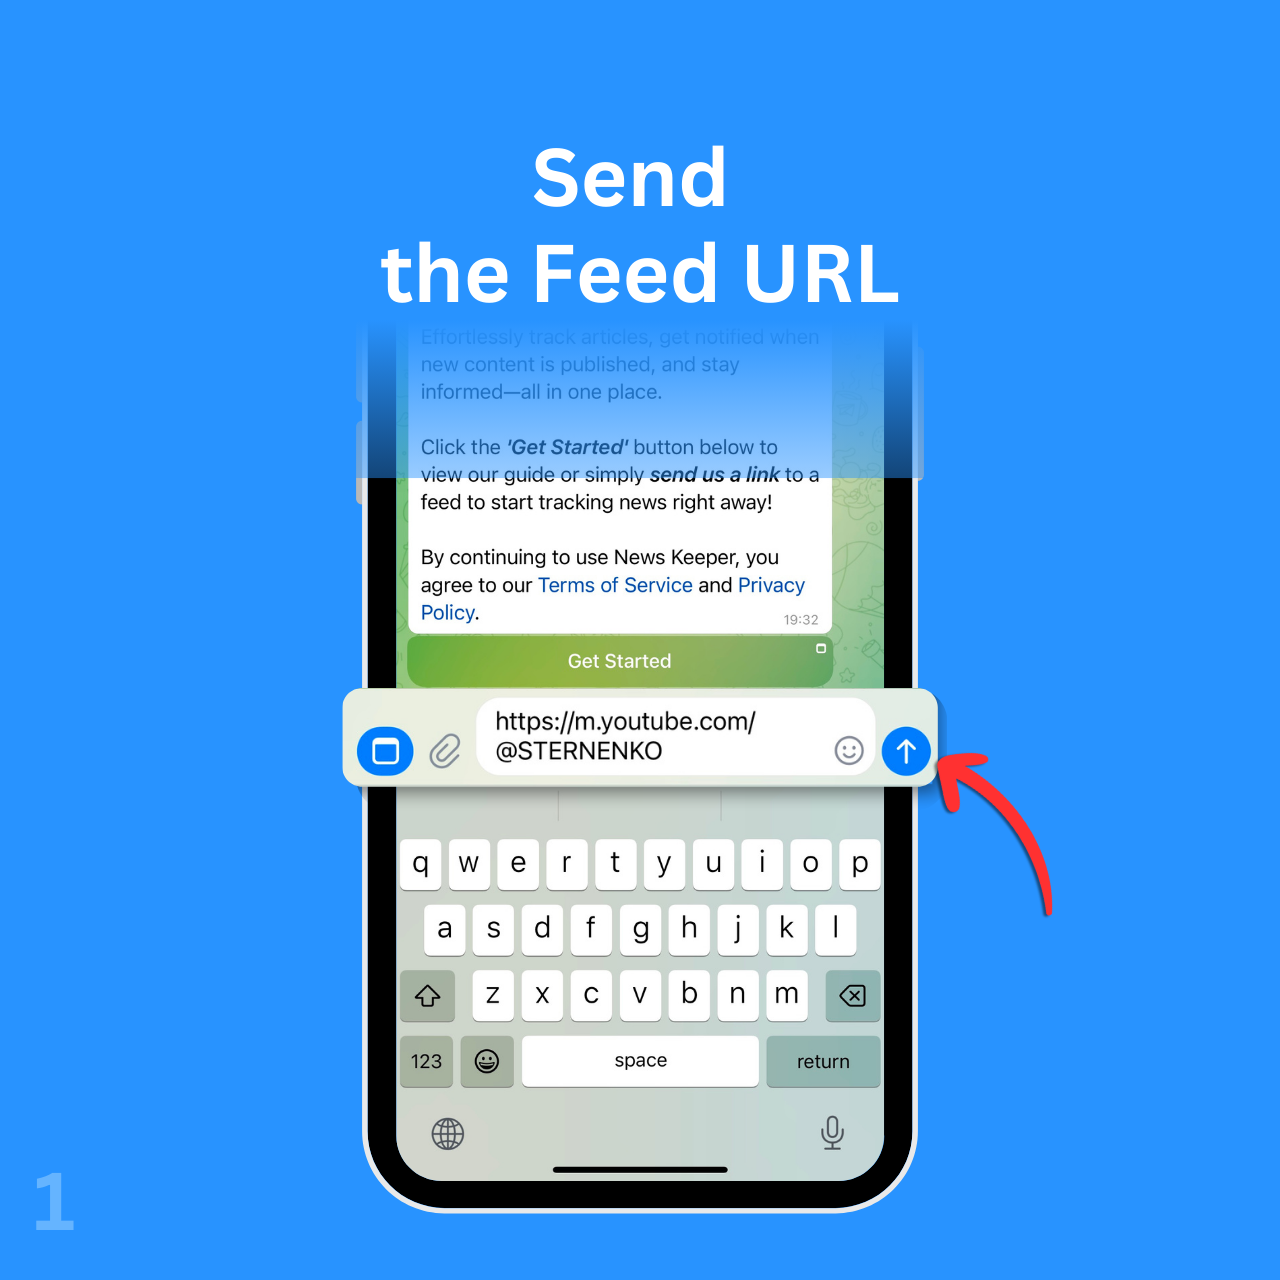 Send
the Feed URL
Effortlessly track articles, get notified when
new content is published, and stay
informed—all in one place.
Click the 'Get Started' button below to
view our guide or simply send us a link to a
feed to start tracking news right away!
By continuing to use News Keeper, you
agree to our Terms of Service and Privacy
Policy.
19:32
Get Started
https://m.youtube.com/
@STERNENKO
q w e r t y u i o p
a s d f g h j k l
z x c v b n m
123 space return
1